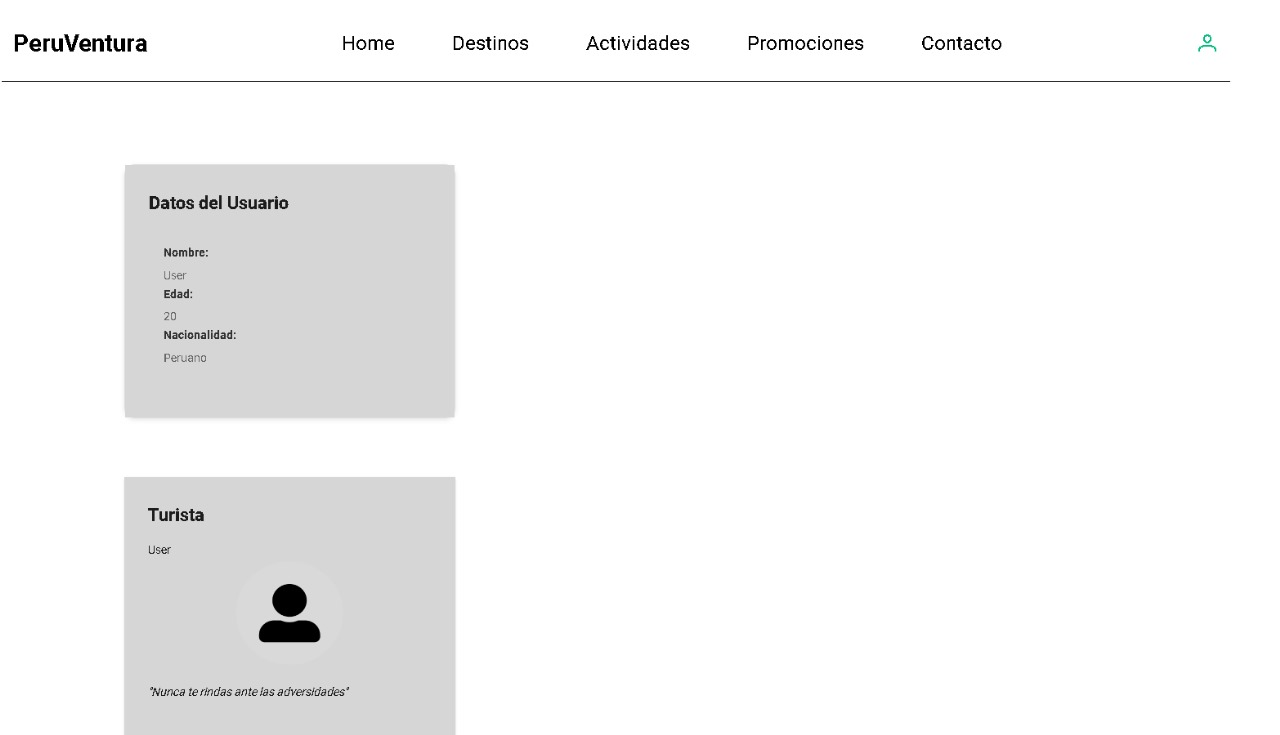 PeruVentura
Home Destinos Actividades Promociones Contacto
Datos del Usuario
Nombre:
User
Edad:
20
Nacionalidad:
Peruano
Turista
User
"Nunca te rindas ante las adversidades"